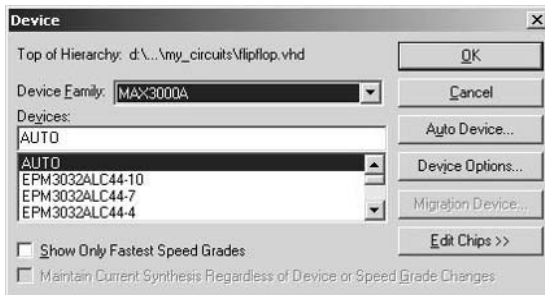 Device
Top of Hierarchy: d:\...\my_circuits\flipflop.vhd
OK
Device Family: MAX3000A
Cancel
Devices:
AUTO
Auto Device...
AUTO
EPM3032ALC44-10
EPM3032ALC44-7
EPM3032ALC44-4
Device Options...
Migration Device...
Edit Chips >>
Show Only Fastest Speed Grades
Maintain Current Synthesis Regardless of Device or Speed Grade Changes